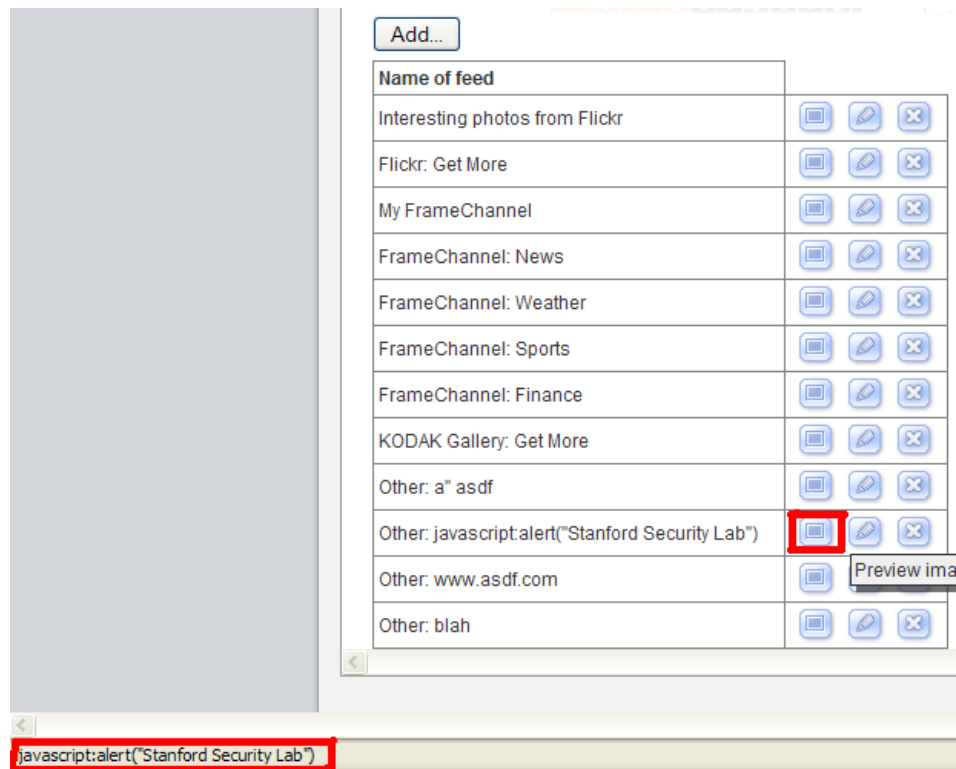 Add...
Name of feed
Interesting photos from Flickr
Flickr: Get More
My FrameChannel
FrameChannel: News
FrameChannel: Weather
FrameChannel: Sports
FrameChannel: Finance
KODAK Gallery: Get More
Other: a" asdf
Other: javascript:alert("Stanford Security Lab")
Preview ima
Other: www.asdf.com
Other: blah
javascript:alert("Stanford Security Lab")